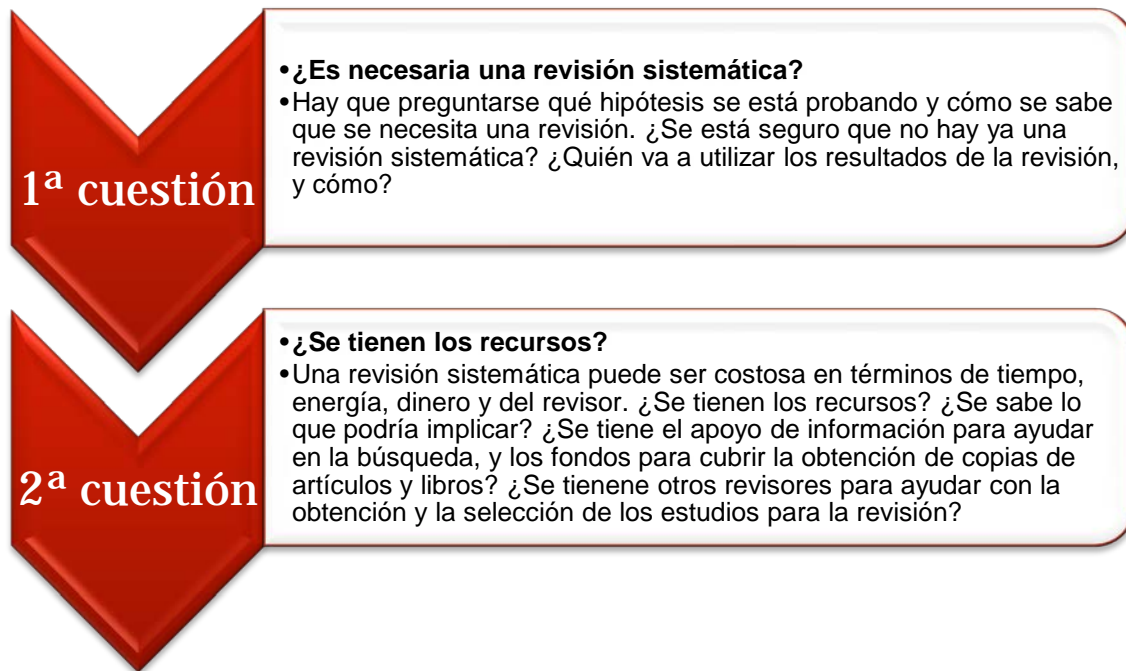 1ª cuestión
•¿Es necesaria una revisión sistemática?
•Hay que preguntarse qué hipótesis se está probando y cómo se sabe
que se necesita una revisión. ¿Se está seguro que no hay ya una
revisión sistemática? ¿Quién va a utilizar los resultados de la revisión,
y cómo?
2ª cuestión
•¿Se tienen los recursos?
•Una revisión sistemática puede ser costosa en términos de tiempo,
energía, dinero y del revisor. ¿Se tienen los recursos? ¿Se sabe lo
que podría implicar? ¿Se tiene el apoyo de información para ayudar
en la búsqueda, y los fondos para cubrir la obtención de copias de
artículos y libros? ¿Se tienene otros revisores para ayudar con la
obtención y la selección de los estudios para la revisión?